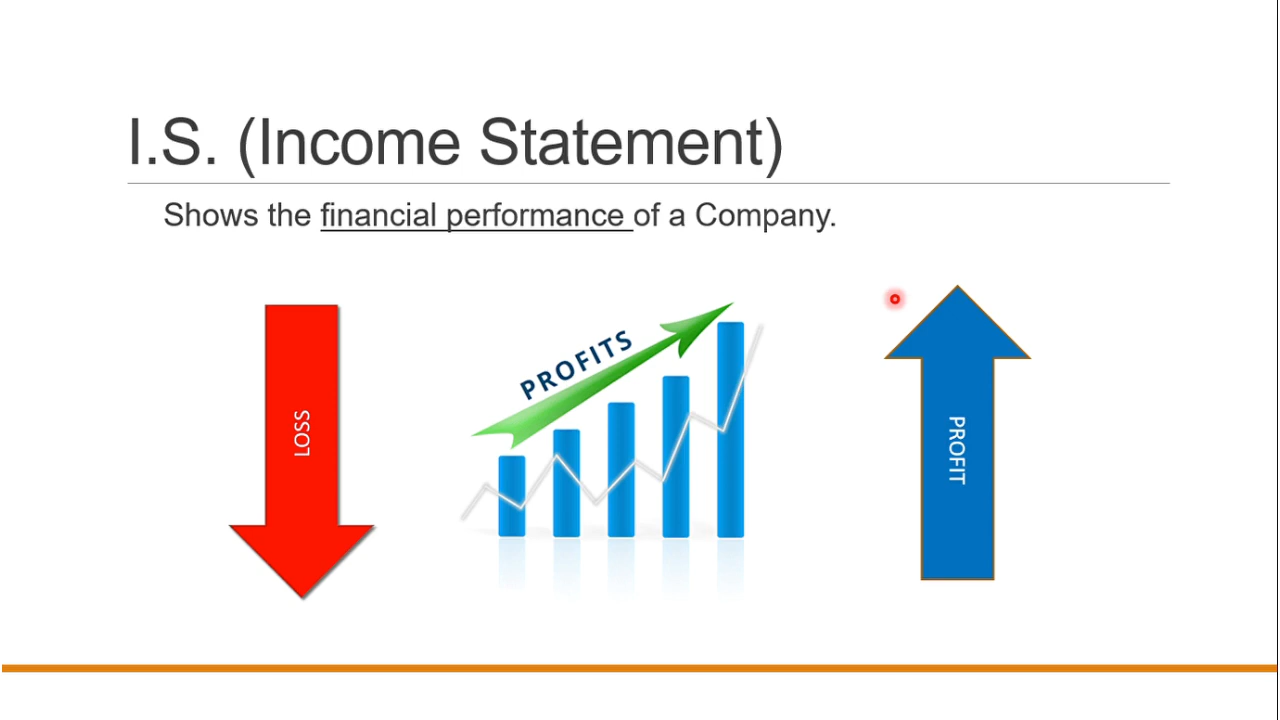 I.S. (Income Statement)
Shows the financial performance of a Company.
LOSS
PROFITS
PROFIT